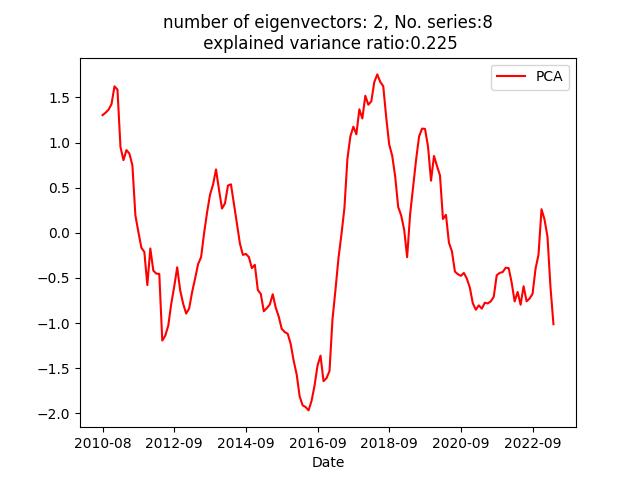 number of eigenvectors: 2, No. series:8
explained variance ratio:0.225
PCA
1.5
1.0
0.5
0.0
−0.5
−1.0
−1.5
−2.0
2010-08 2012-09 2014-09 2016-09 2018-09 2020-09 2022-09
Date